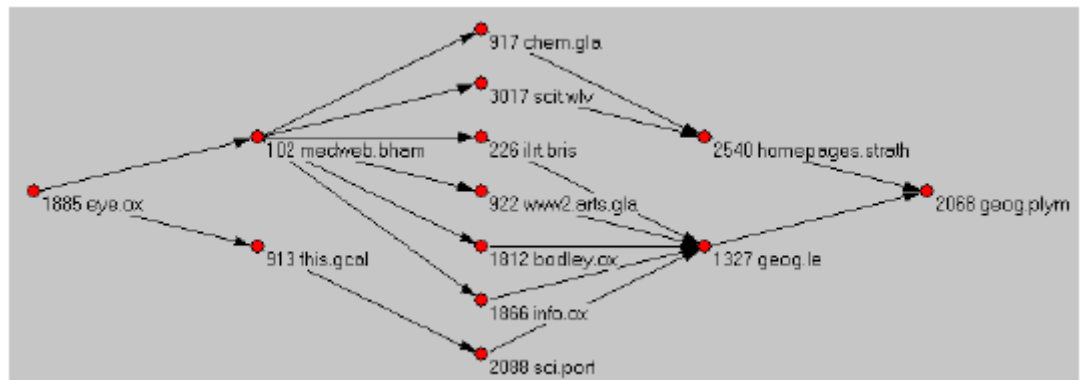 917 chem.gla
3017 scit.wlv
102 medweb.bham
226 ilrt.bris
2540 homepages.strath
1885 eye.ox
922 www2.arts.gla
2068 geog.plym
913 this.gcal
1812 bodley.ox
1327 geog.le
1866 info.ox
2088 sci.port